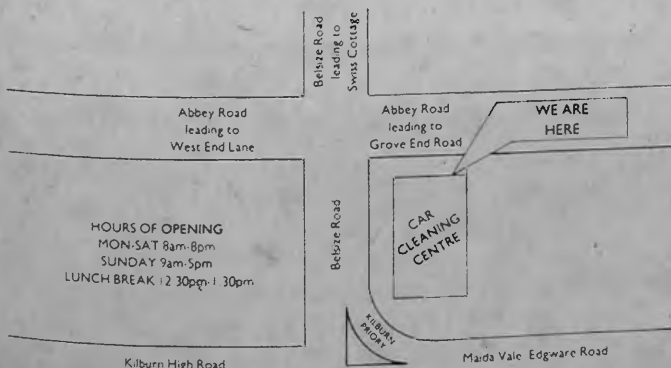 Belsize Road
leading to
Swiss Cottage
Abbey Road
leading to
West End Lane
Abbey Road
leading to
Grove End Road
WE ARE
HERE
HOURS OF OPENING
MON-SAT 8am-8pm
SUNDAY 9am-5pm
LUNCH BREAK 12 30pm-1.30pm
Belsize Road
CAR
CLEANING
CENTRE
KILBURN
PRIORY
Kilburn High Road
Maida Vale Edgware Road